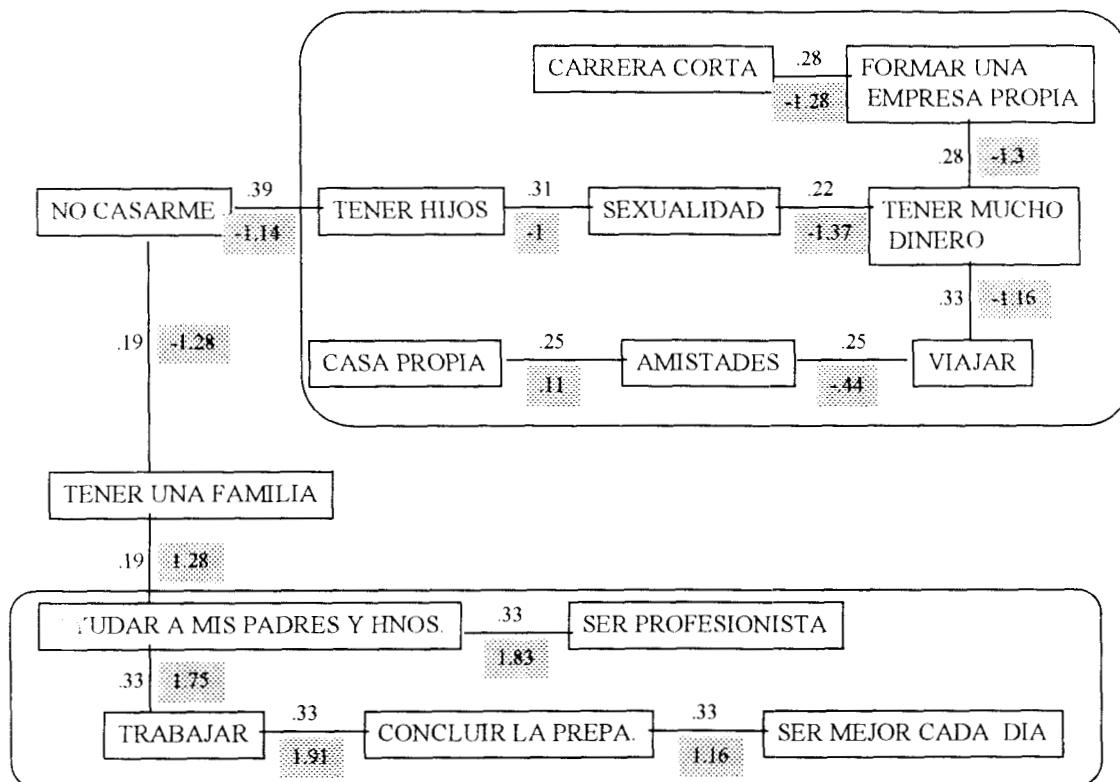 .28
CARRERA CORTA
FORMAR UNA
EMPRESA PROPIA
-1.28
.28
-1.3
.39
.31
.22
NO CASARME
TENER HIJOS
SEXUALIDAD
TENER MUCHO
DINERO
-1.14
-1
-1.37
.33
-1.16
.19
-1.28
.25
.25
CASA PROPIA
AMISTADES
VIAJAR
.11
-.44
TENER UNA FAMILIA
.19
1.28
YUDAR A MIS PADRES Y HNOS.
.33
SER PROFESIONISTA
1.83
.33
1.75
.33
.33
TRABAJAR
CONCLUIR LA PREPA.
SER MEJOR CADA DIA
1.91
1.16